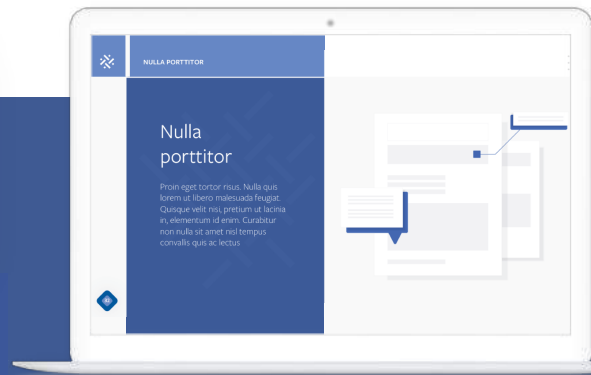 NULLA PORTTITOR
Nulla
porttitor
Proin eget tortor risus. Nulla quis
lorem ut libero malesuada feugiat.
Quisque velit nisi, pretium ut lacinia
in, elementum id enim. Curabitur
non nulla sit amet nisl tempus
convallis quis ac lectus